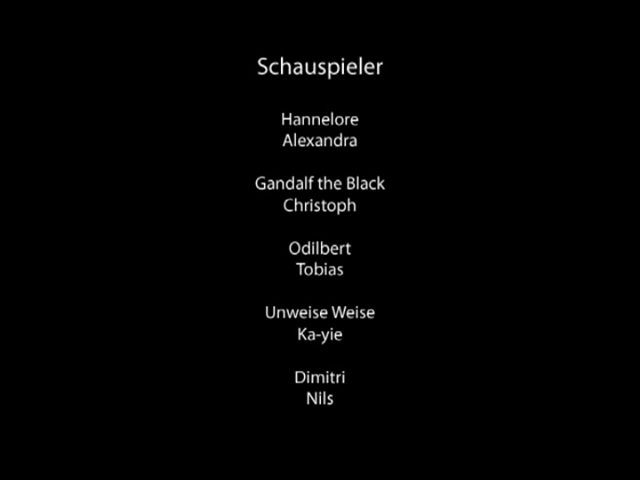 Schauspieler
Hannelore
Alexandra
Gandalf the Black
Christoph
Odilbert
Tobias
Unweise Weise
Ka-yie
Dimitri
Nils